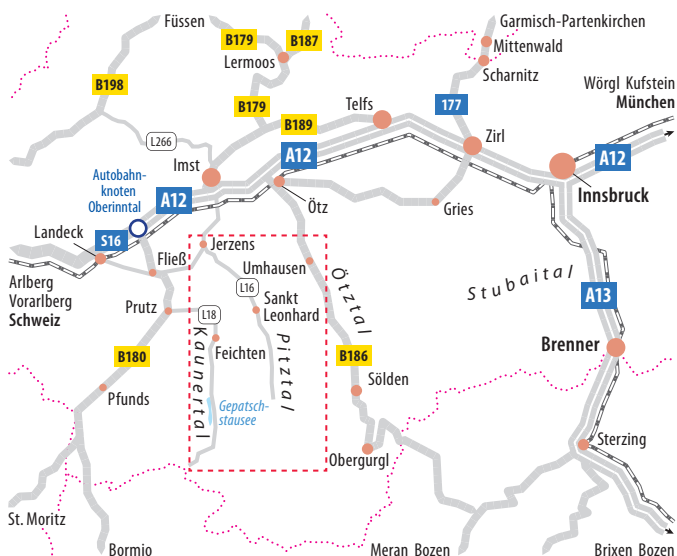 Füssen
Garmisch-Partenkirchen
B179
B187
Mittenwald
Lermoos
Scharnitz
B198
Wörgl Kufstein
München
B179
Telfs
177
B189
L266
Zirl
Imst
A12
A12
Autobahn-
knoten
Oberinntal
A12
Innsbruck
Ötz
Gries
Landeck
S16
Jerzens
Fließ
Umhausen
Ötztal
Stubaital
Arlberg
Vorarlberg
Schweiz
L16
A13
Prutz
Sankt
Leonhard
L18
Kaunertal
Pitztal
Feichten
Brenner
B180
B186
Sölden
Pfunds
Gepatsch-
stausee
Sterzing
Obergurgl
St. Moritz
Bormio
Meran Bozen
Brixen Bozen